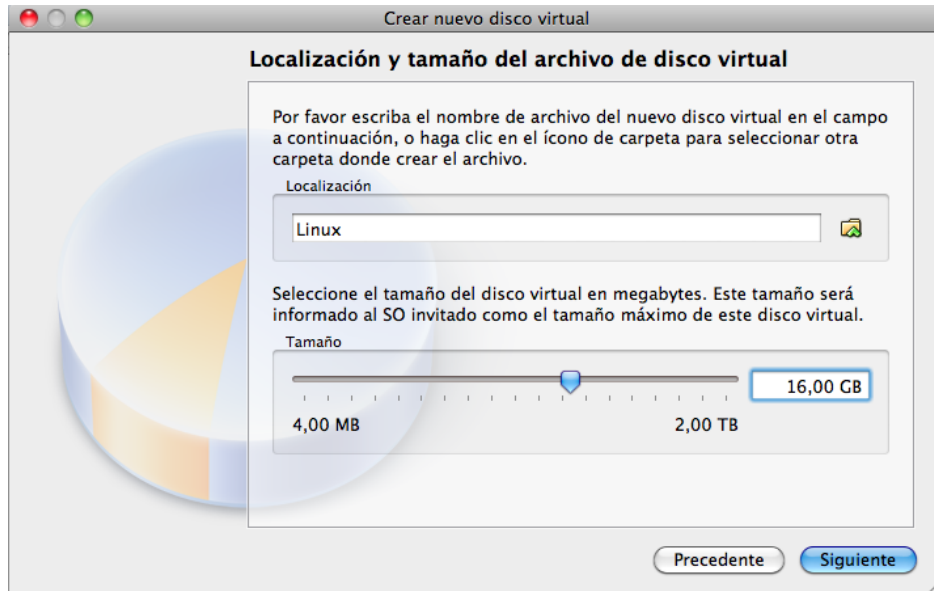 Crear nuevo disco virtual
Localización y tamaño del archivo de disco virtual
Por favor escriba el nombre de archivo del nuevo disco virtual en el campo
a continuación, o haga clic en el ícono de carpeta para seleccionar otra
carpeta donde crear el archivo.
Localización
Linux
Seleccione el tamaño del disco virtual en megabytes. Este tamaño será
informado al SO invitado como el tamaño máximo de este disco virtual.
Tamaño
16,00 GB
4,00 MB 2,00 TB
Precedente Siguiente